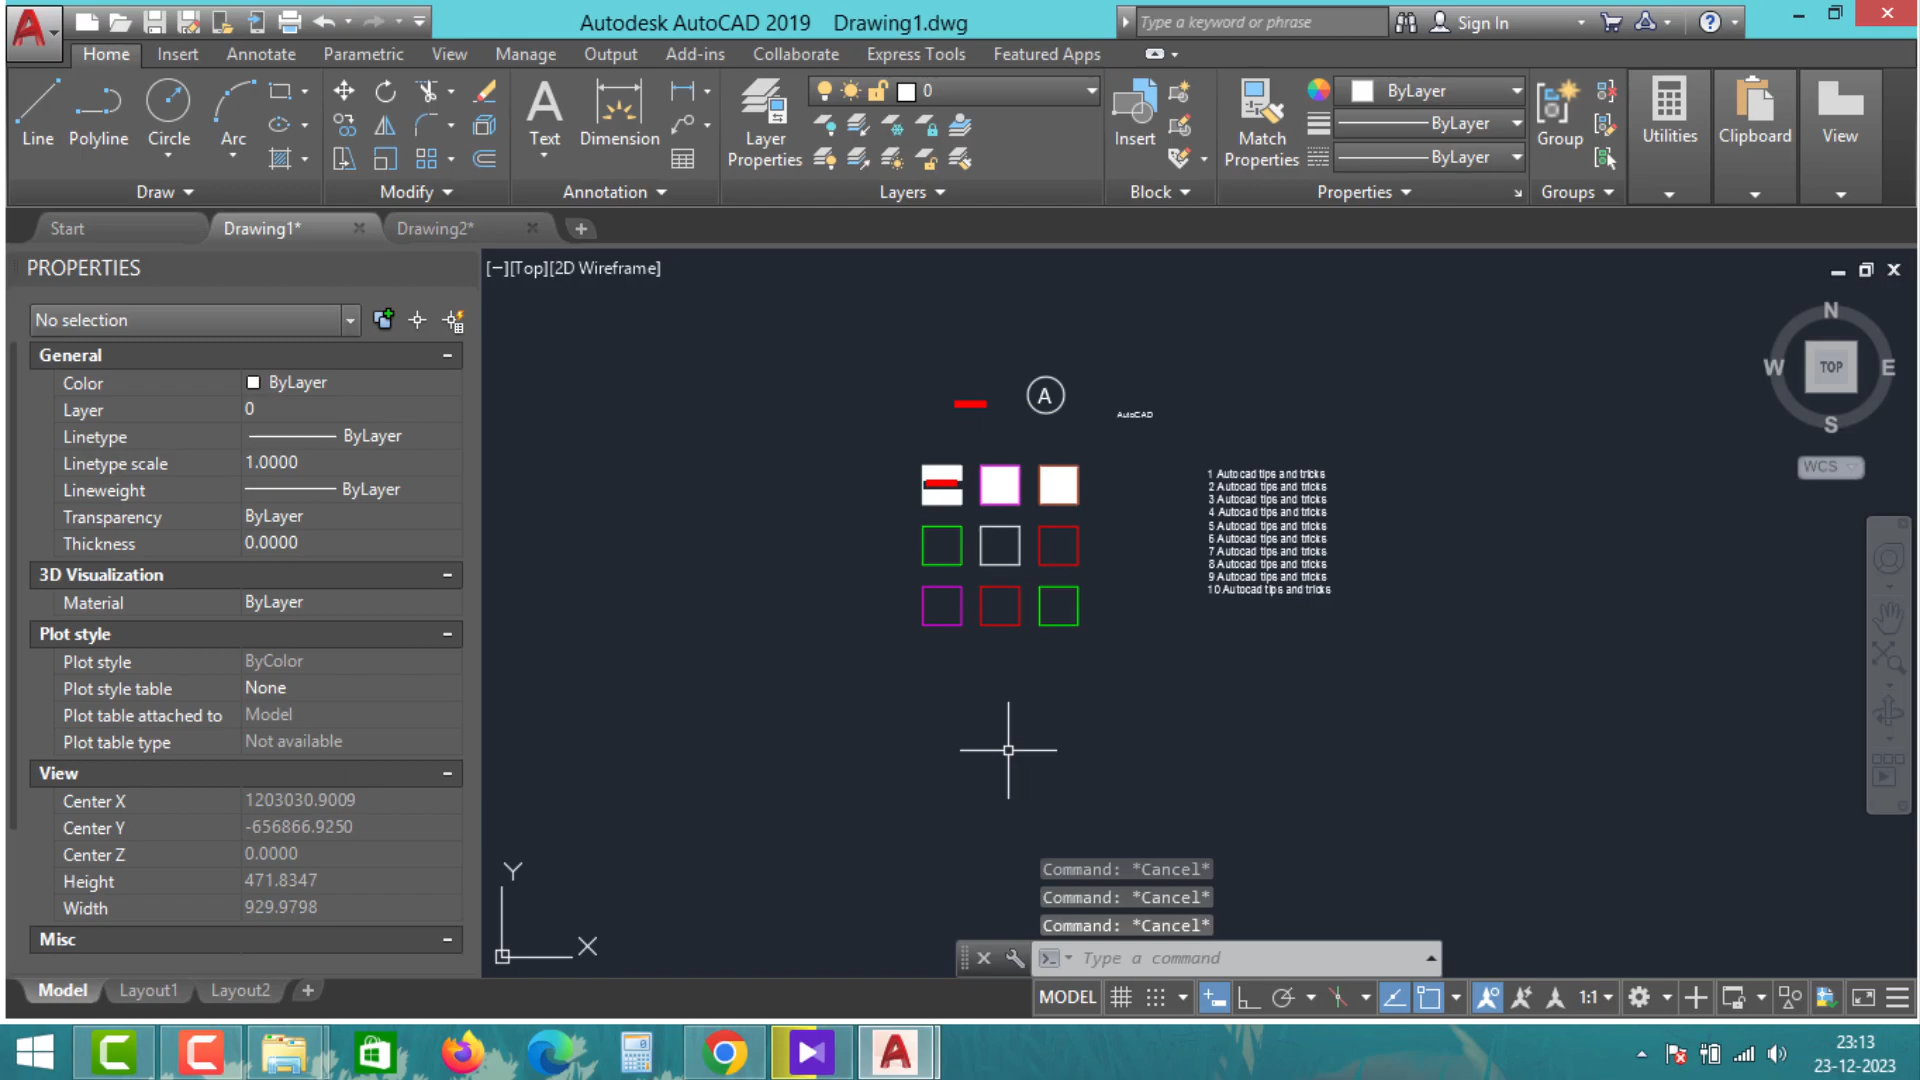 Autodesk AutoCAD 2019 Drawing1.dwg
Type a keyword or phrase
Sign In
Home Insert Annotate Parametric View Manage Output Add-ins Collaborate Express Tools Featured Apps
Line Polyline Circle Arc
Text Dimension
Layer Properties
0
Insert
Match Properties
ByLayer
ByLayer
ByLayer
Group
Utilities
Clipboard
View
Draw Modify Annotation Layers Block Properties Groups
Start Drawing1* Drawing2*
PROPERTIES
No selection
General
Color ByLayer
Layer 0
Linetype ByLayer
Linetype scale 1.0000
Lineweight ByLayer
Transparency ByLayer
Thickness 0.0000
3D Visualization
Material ByLayer
Plot style
Plot style ByColor
Plot style table None
Plot table attached to Model
Plot table type Not available
View
Center X 1203030.9009
Center Y -656866.9250
Center Z 0.0000
Height 471.8347
Width 929.9798
Misc
[−][Top][2D Wireframe]
A
AutoCAD
1 Autocad tips and tricks
2 Autocad tips and tricks
3 Autocad tips and tricks
4 Autocad tips and tricks
5 Autocad tips and tricks
6 Autocad tips and tricks
7 Autocad tips and tricks
8 Autocad tips and tricks
9 Autocad tips and tricks
10 Autocad tips and tricks
N
W TOP E
S
WCS
Y
X
Command: *Cancel*
Command: *Cancel*
Command: *Cancel*
Type a command
Model Layout1 Layout2
MODEL
1:1
23:13
23-12-2023